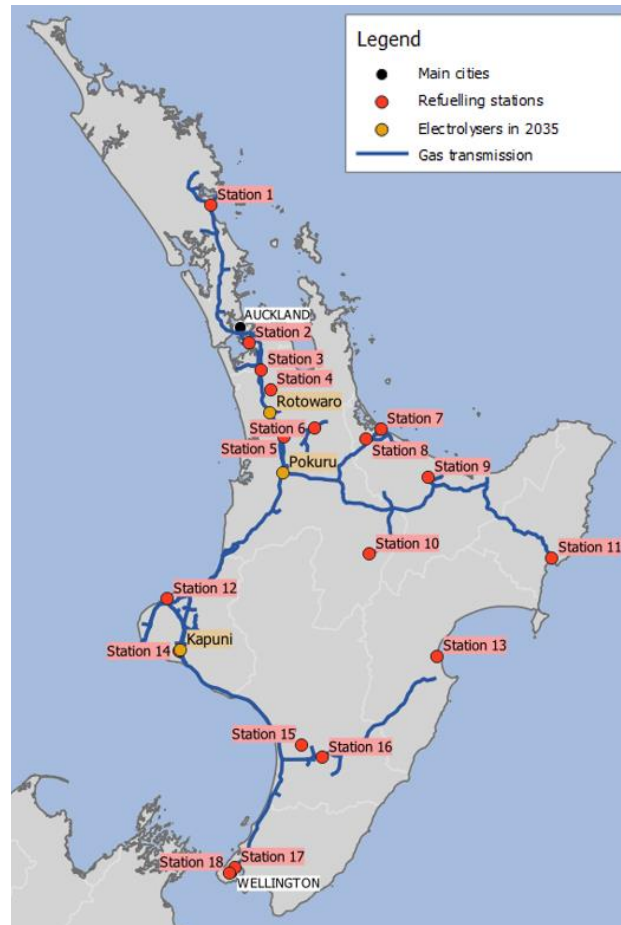 Legend
Main cities
Refuelling stations
Electrolysers in 2035
Gas transmission
Station 1
AUCKLAND
Station 2
Station 3
Station 4
Rotowaro
Station 6
Station 7
Station 5
Station 8
Pokuru
Station 9
Station 10
Station 11
Station 12
Kapuni
Station 14
Station 13
Station 15
Station 16
Station 17
Station 18
WELLINGTON